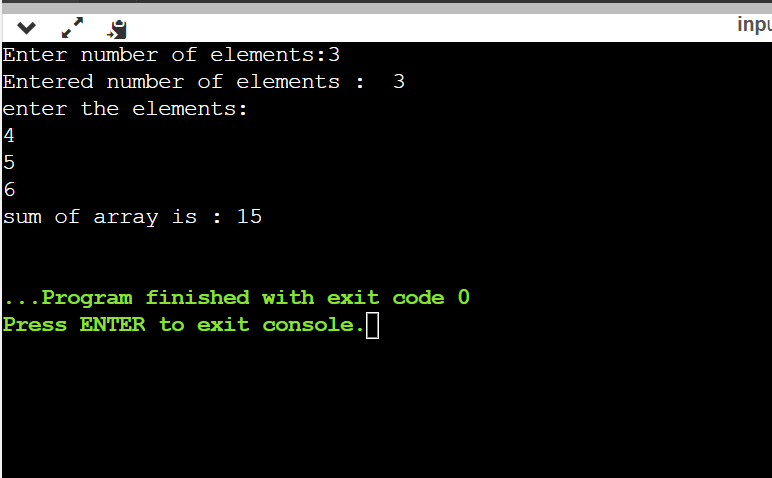 inpu
Enter number of elements:3
Entered number of elements :  3
enter the elements:
4
5
6
sum of array is : 15
...Program finished with exit code 0
Press ENTER to exit console.